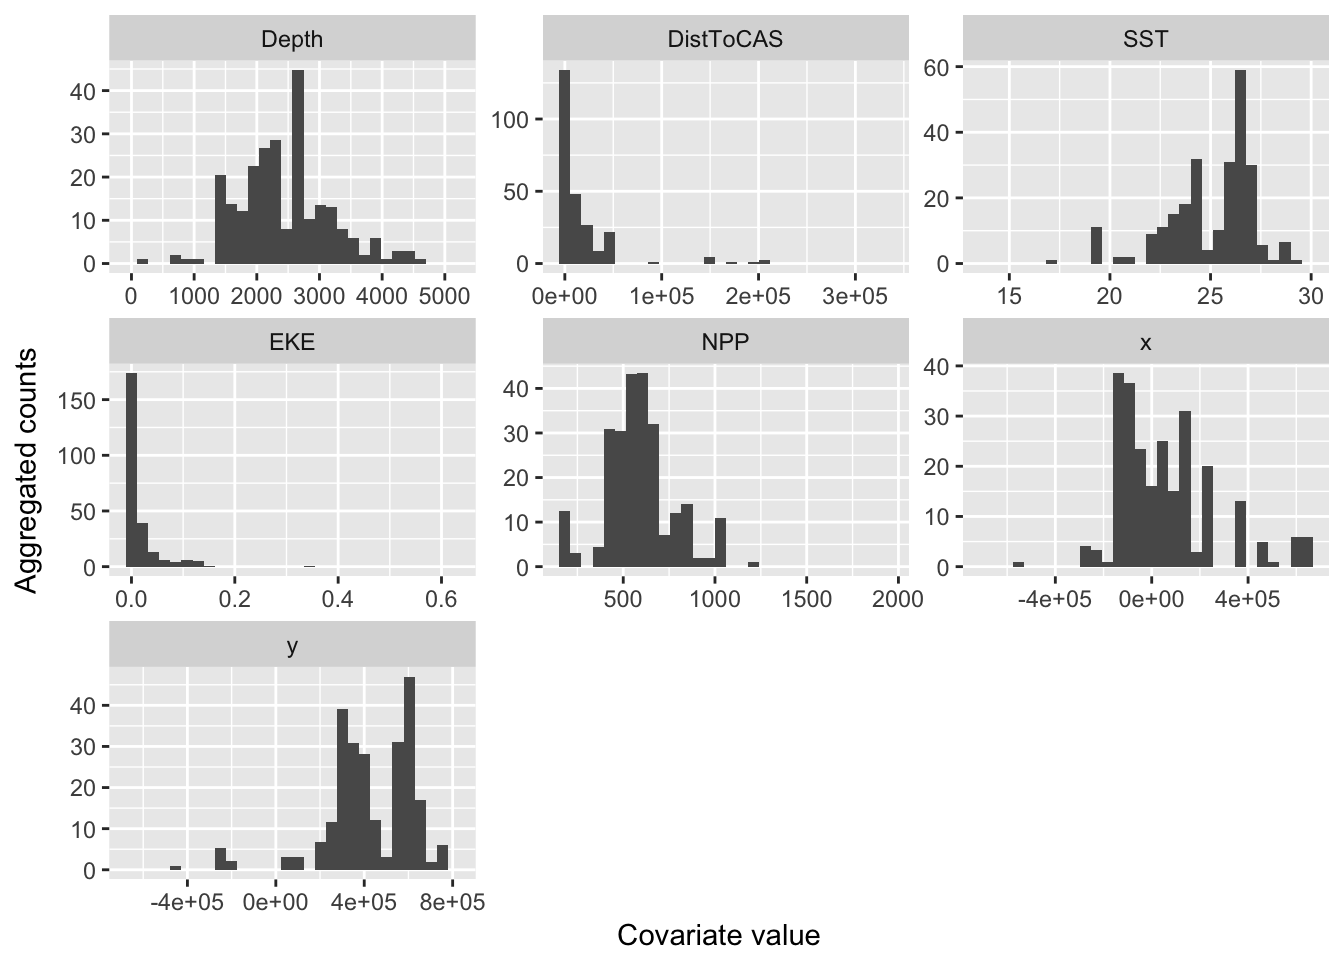 Depth
DistToCAS
SST
40
30
20
10
0
0 1000 2000 3000 4000 5000
100
50
0
0e+00 1e+05 2e+05 3e+05
60
40
20
0
15 20 25 30
EKE
NPP
x
150
100
50
0
0.0 0.2 0.4 0.6
40
30
20
10
0
500 1000 1500 2000
40
30
20
10
0
-4e+05 0e+00 4e+05
y
40
30
20
10
0
-4e+05 0e+00 4e+05 8e+05
Aggregated counts
Covariate value